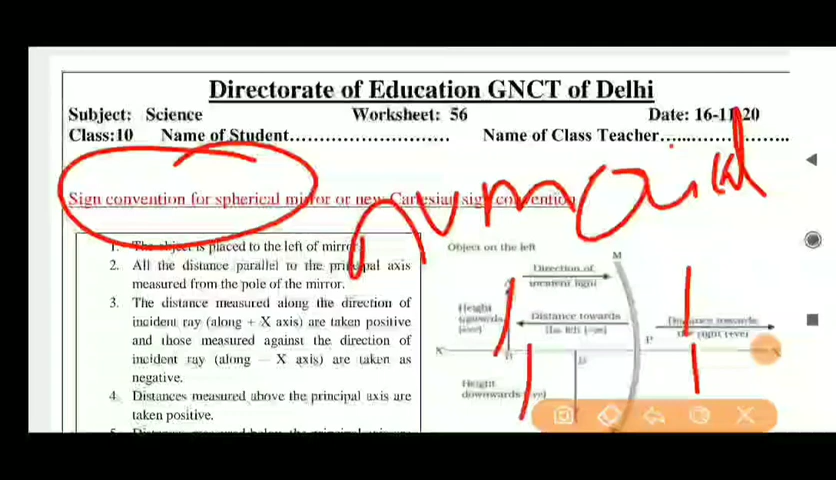 Directorate of Education GNCT of Delhi
Subject: Science Worksheet: 56 Date: 16-11-20
Class:10 Name of Student........................... Name of Class Teacher.....................
Sign convention for spherical mirror or new Cartesian sign convention
1. The object is placed to the left of mirror.
2. All the distance parallel to the principal axis
measured from the pole of the mirror.
3. The distance measured along the direction of
incident ray (along + X axis) are taken positive
and those measured against the direction of
incident ray (along – X axis) are taken as
negative.
4. Distances measured above the principal axis are
taken positive.
Object on the left
M
Direction of
incident light
Height
upwards
Distance towards
the left (-ve)
Distance towards
the right (+ve)
P
Height
downwards